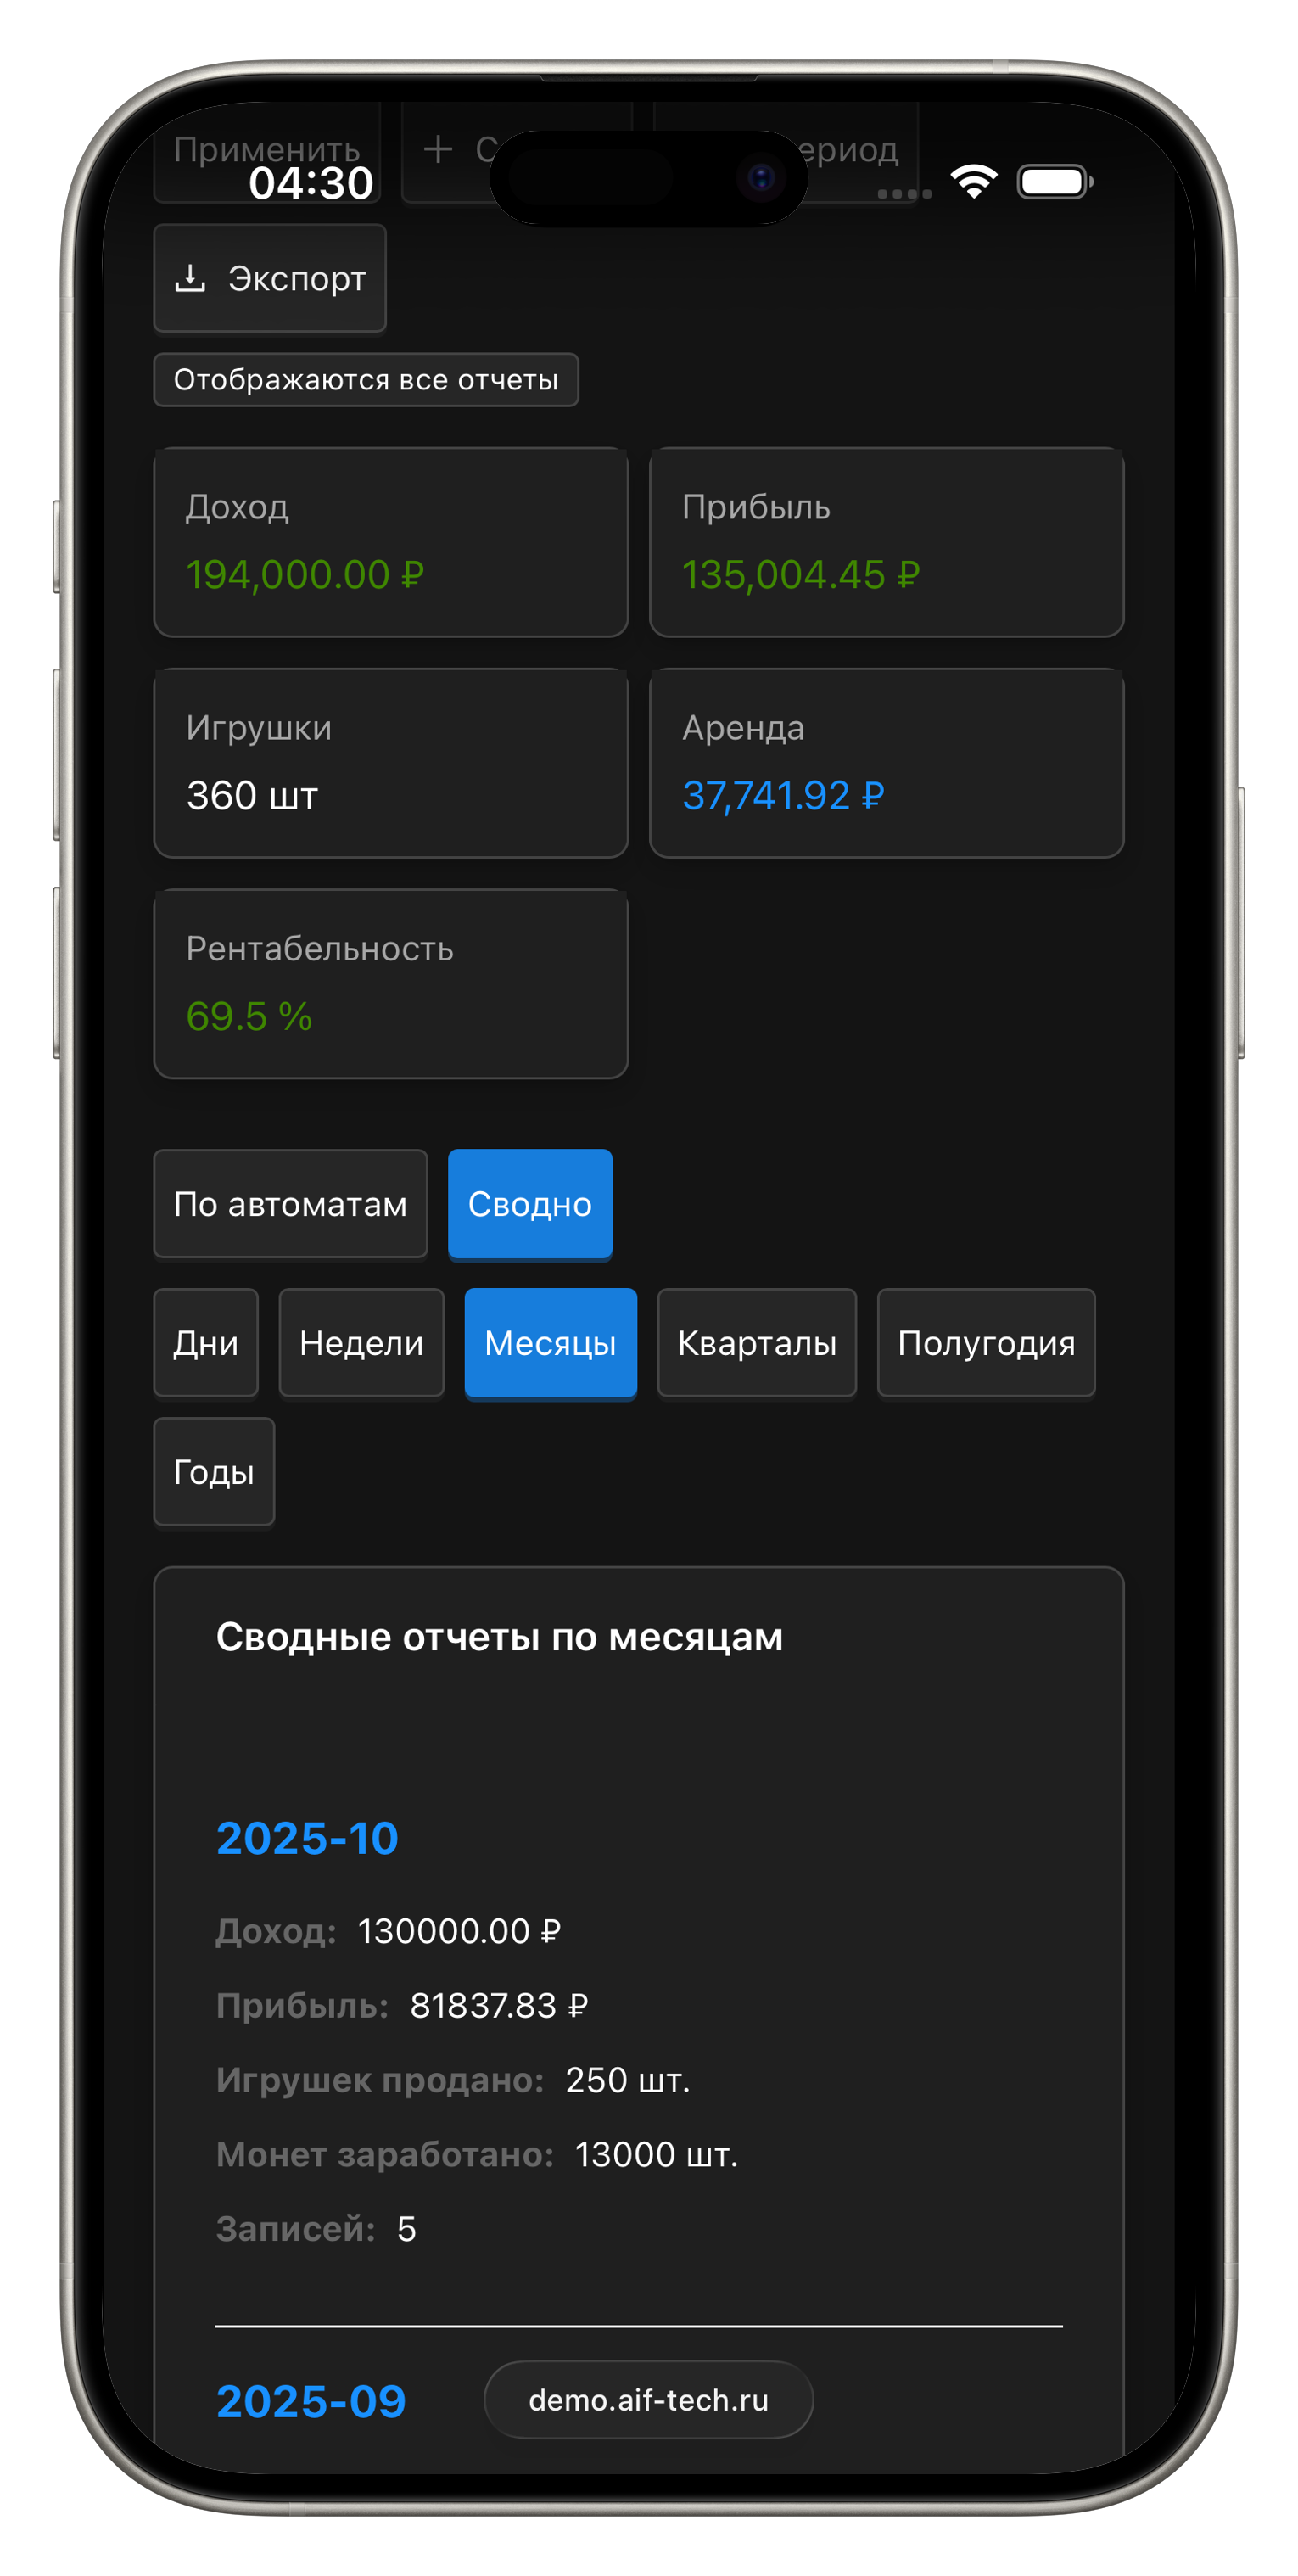 Применить
04:30
Экспорт
Отображаются все отчеты
Доход
194,000.00 ₽
Прибыль
135,004.45 ₽
Игрушки
360 шт
Аренда
37,741.92 ₽
Рентабельность
69.5 %
По автоматам Сводно
Дни Недели Месяцы Кварталы Полугодия
Годы
Сводные отчеты по месяцам
2025-10
Доход: 130000.00 ₽
Прибыль: 81837.83 ₽
Игрушек продано: 250 шт.
Монет заработано: 13000 шт.
Записей: 5
2025-09
demo.aif-tech.ru